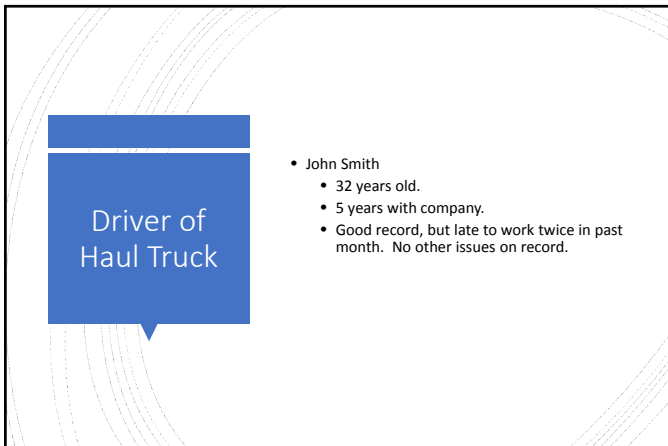 Driver of
Haul Truck
• John Smith
• 32 years old.
• 5 years with company.
• Good record, but late to work twice in past
month.  No other issues on record.